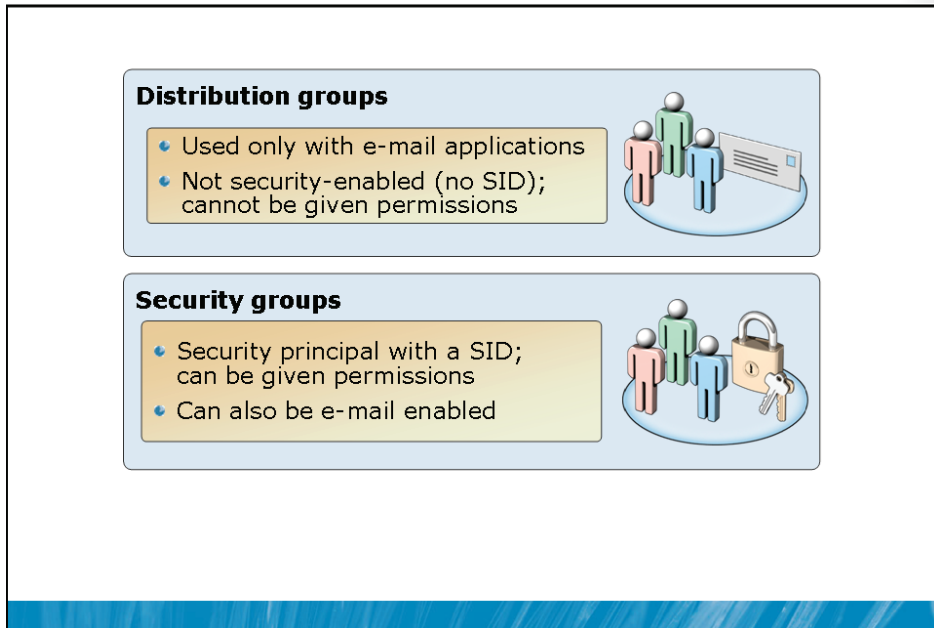 Distribution groups
Used only with e-mail applications
Not security-enabled (no SID);
cannot be given permissions
Security groups
Security principal with a SID;
can be given permissions
Can also be e-mail enabled